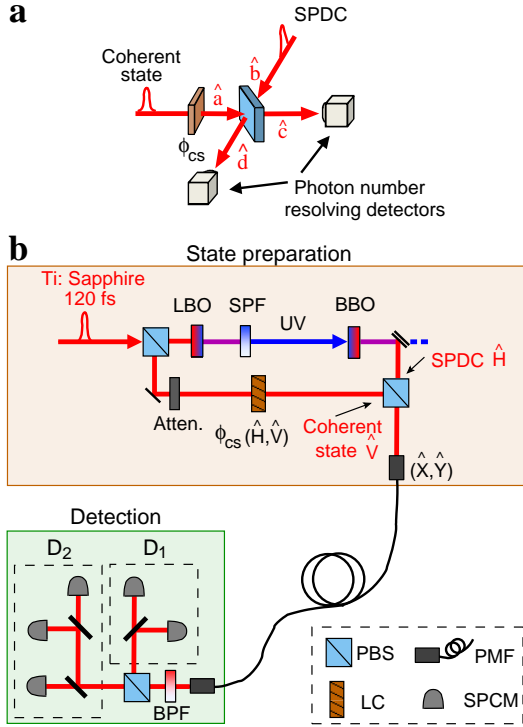 a
SPDC
Coherent
state
â
b̂
ĉ
d̂
ϕcs
Photon number
resolving detectors
b
State preparation
Ti: Sapphire
120 fs
LBO
SPF
UV
BBO
SPDC Ĥ
Atten.
ϕcs(Ĥ,V̂)
Coherent
state V̂
(X̂,Ŷ)
Detection
D₂
D₁
BPF
PBS
PMF
LC
SPCM